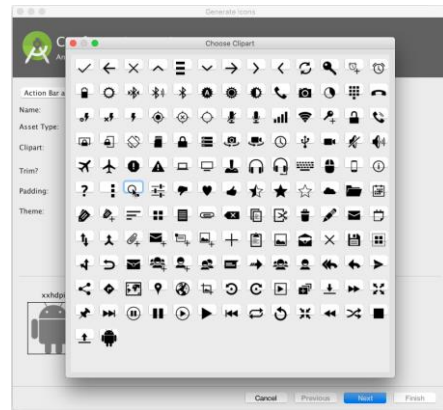 Generate Icons
Choose Clipart
Action Bar a
Name:
Asset Type:
Clipart:
Trim?
Padding:
Theme:
xxhdpi
Cancel
Previous
Next
Finish